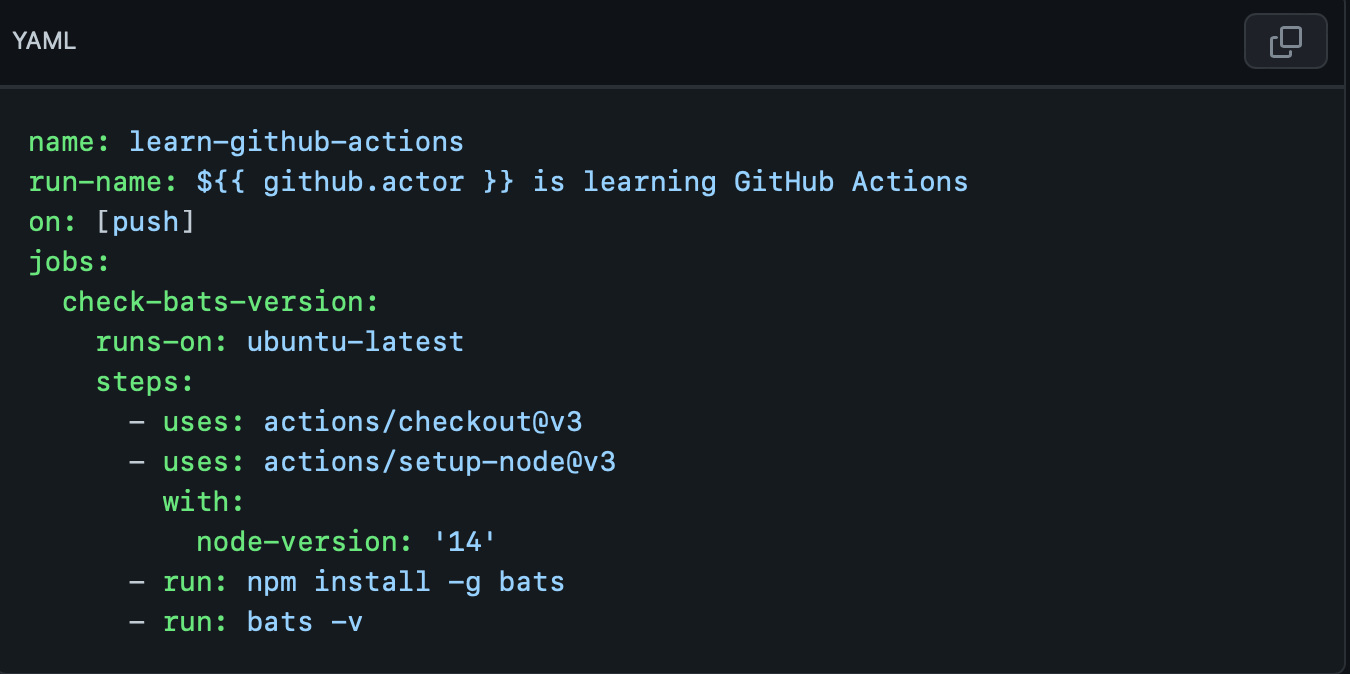 YAML
name: learn-github-actions
run-name: ${{ github.actor }} is learning GitHub Actions
on: [push]
jobs:
  check-bats-version:
    runs-on: ubuntu-latest
    steps:
      - uses: actions/checkout@v3
      - uses: actions/setup-node@v3
        with:
          node-version: '14'
      - run: npm install -g bats
      - run: bats -v